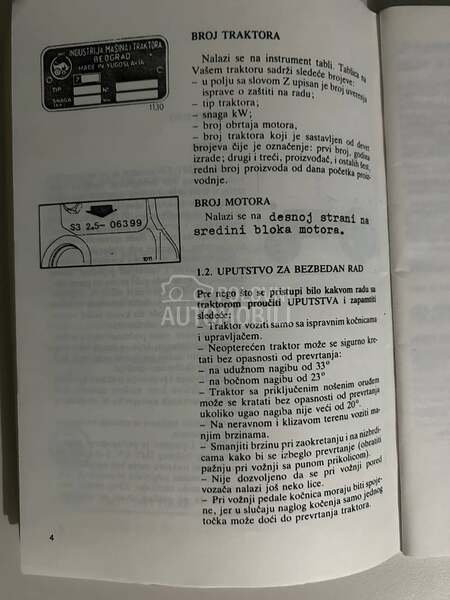 INDUSTRIJA MAŠINA I TRAKTORA
BEOGRAD
MADE IN YUGOSLAVIA
Z
TIP
SNAGA
1130
BROJ TRAKTORA
Nalazi se na instrument tabli. Tablica na
Vašem traktoru sadrži sledeće brojeve:
– u polju sa slovom Z upisan je broj uverenja
isprave o zaštiti na radu;
– tip traktora;
– snaga kW;
– broj obrtaja motora,
– broj traktora koji je sastavljen od devet
brojeva čije je označenje: prvi broj, godina
izrade; drugi i treći, proizvođač, i ostalih šest,
redni broj proizvoda od dana početka proiz-
vodnje.
S3 2.5- 06399
1011
BROJ MOTORA
Nalazi se na desnoj strani na
sredini bloka motora.
1.2. UPUTSTVO ZA BEZBEDAN RAD
Pre nego što se pristupi bilo kakvom radu sa
traktorom proučiti UPUTSTVA i zapamtiti
sledeće:
– Traktor voziti samo sa ispravnim kočnicama
i upravljačem.
– Neopterećen traktor može se sigurno kre-
tati bez opasnosti od prevrtanja:
– na udužnom nagibu od 33°
– na bočnom nagibu od 23°
– Traktor sa priključenim nošenim oruđem
može se kratati bez opasnosti od prevrtanja
ukoliko ugao nagiba nije veći od 20°.
– Na neravnom i klizavom terenu voziti ma-
njim brzinama.
– Smanjiti brzinu pri zaokretanju i na nizbrdi-
cama kako bi se izbeglo prevrtanje (obratiti
pažnju pri vožnji sa punom prikolicom).
– Nije dozvoljeno da se pri vožnji pored
vozača nalazi još neko lice.
– Pri vožnji pedale kočnica moraju biti spoje-
ne, jer u slučaju naglog kočenja samo jednog
točka može doći do prevrtanja traktora.
4
POLOVNI
AUTOMOBILI